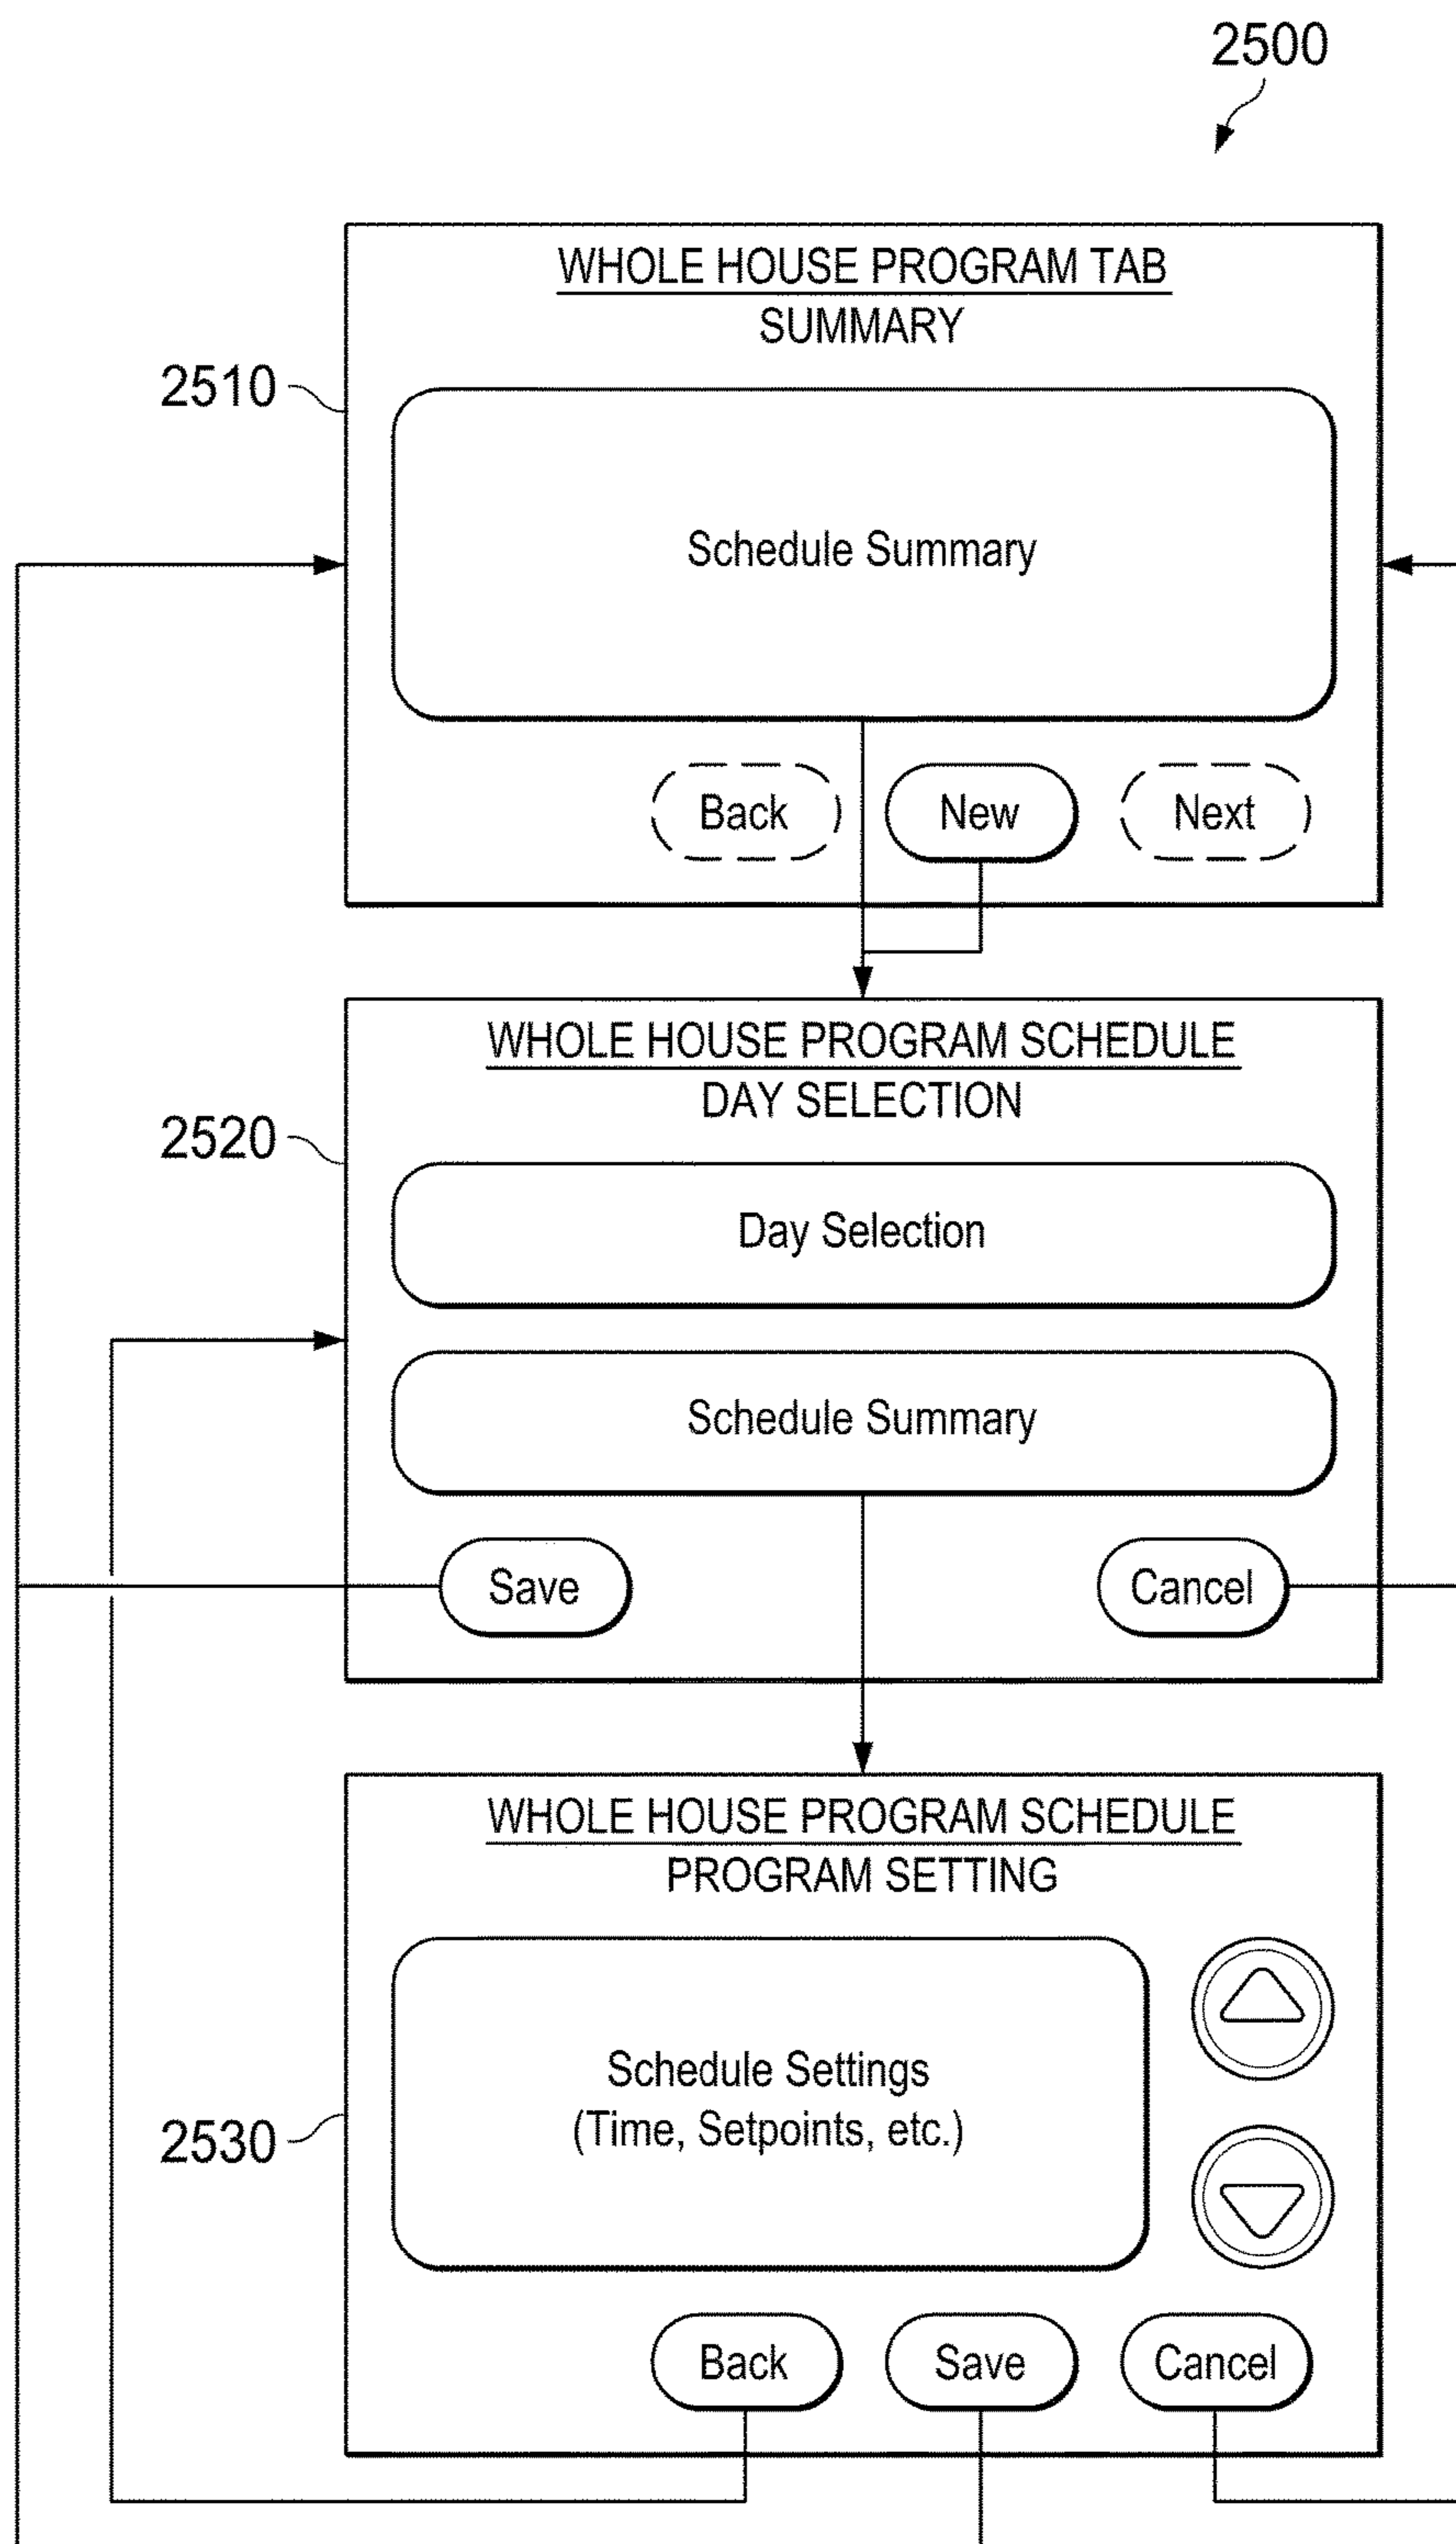 2500
WHOLE HOUSE PROGRAM TAB
SUMMARY
2510
Schedule Summary
Back
New
Next
WHOLE HOUSE PROGRAM SCHEDULE
DAY SELECTION
2520
Day Selection
Schedule Summary
Save
Cancel
WHOLE HOUSE PROGRAM SCHEDULE
PROGRAM SETTING
Schedule Settings
(Time, Setpoints, etc.)
2530
Back
Save
Cancel